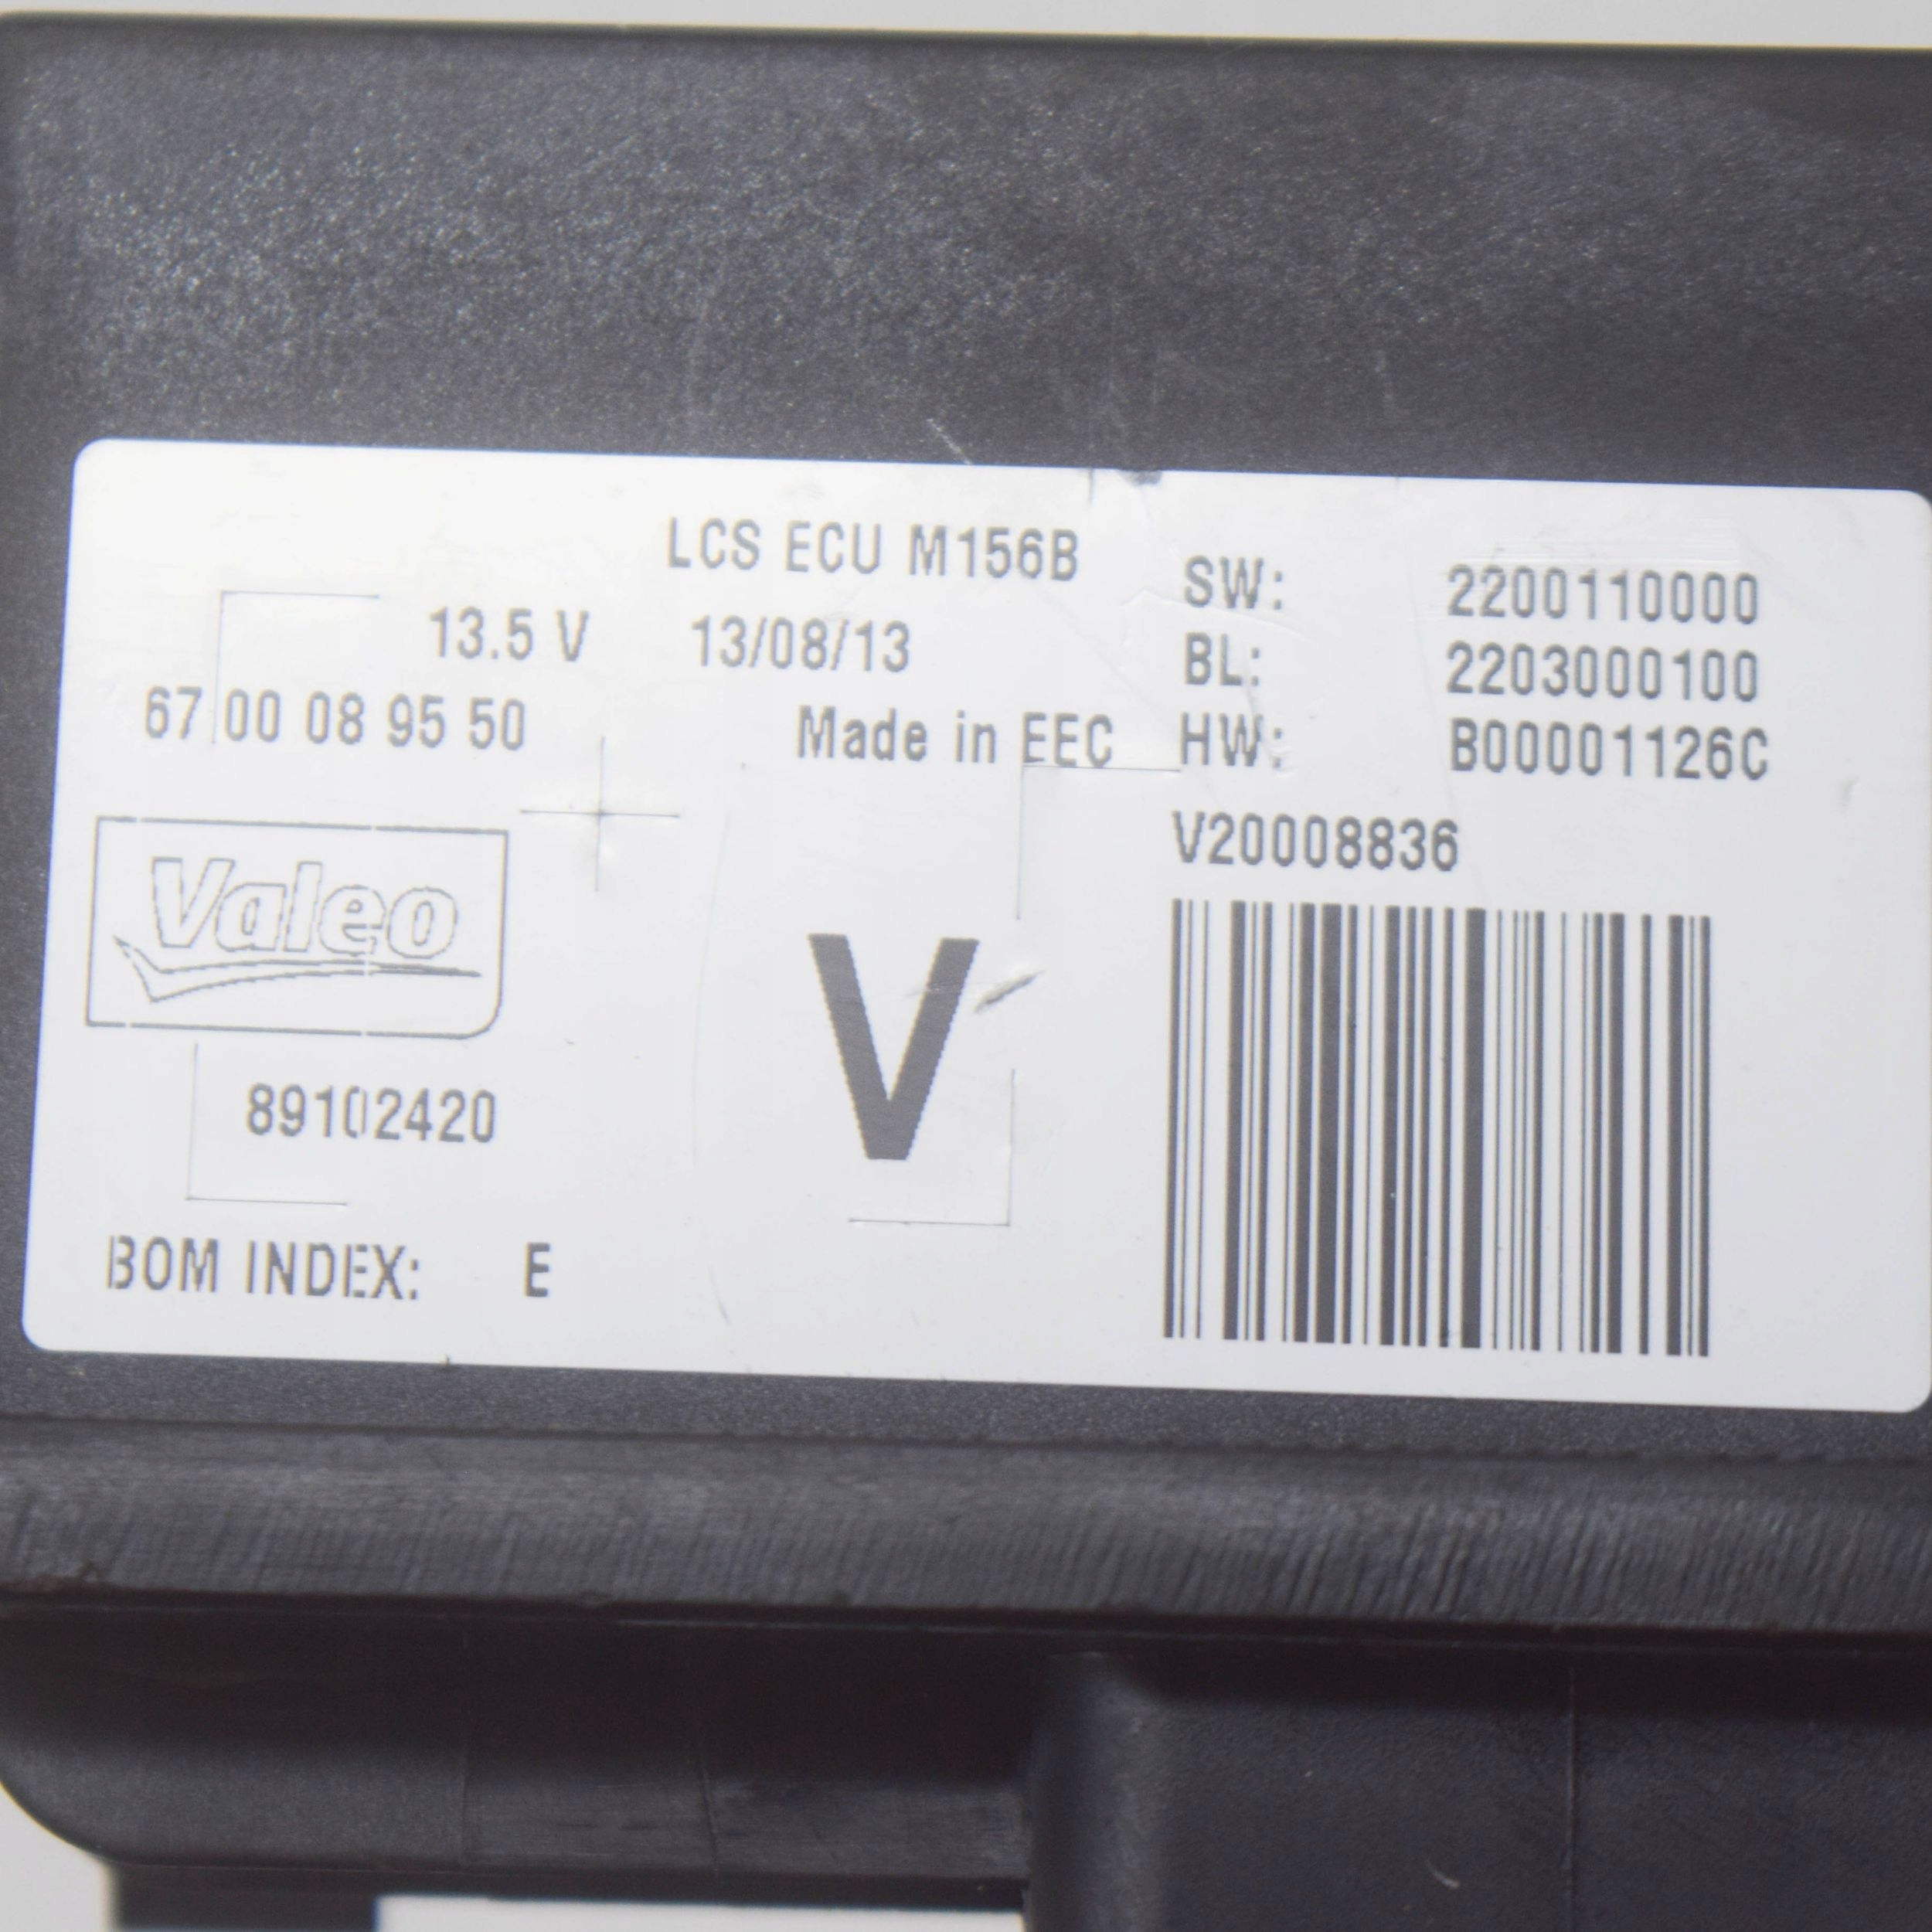 LCS ECU M156B
13.5 V 13/08/13
67 00 08 95 50 Made in EEC
Valeo
V
89102420
BOM INDEX: E
SW: 2200110000
BL: 2203000100
HW: B00001126C
V20008836